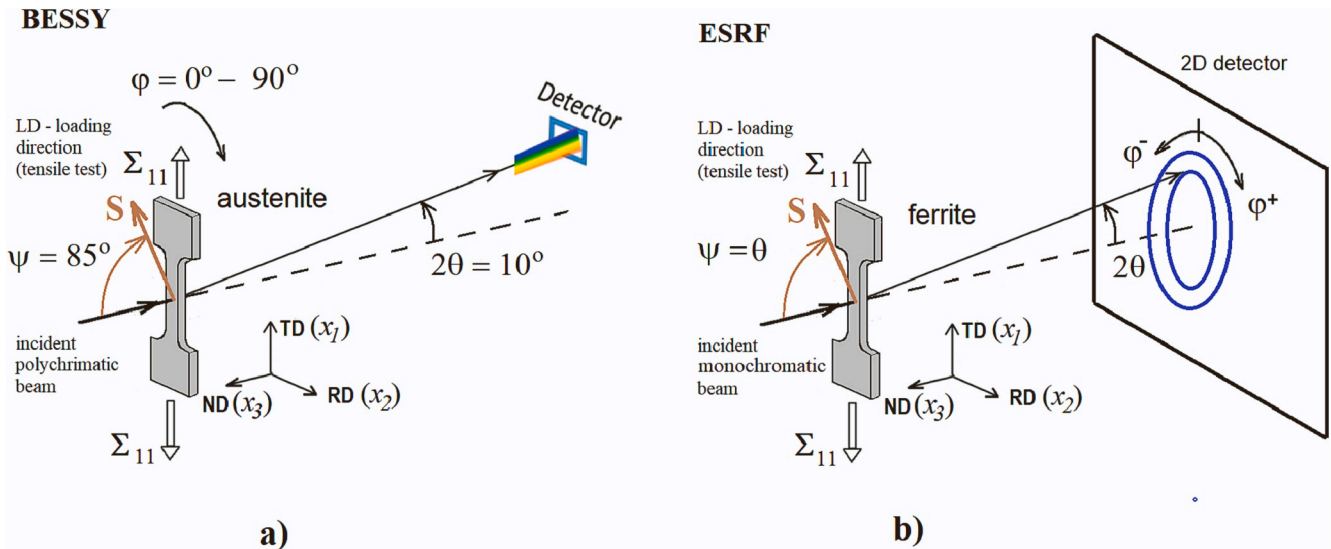 BESSY
φ = 0° – 90°
LD - loading
direction
(tensile test)
Σ₁₁
S
austenite
Detector
ψ = 85°
2θ = 10°
incident
polychrimatic
beam
TD (x₁)
ND (x₃)
RD (x₂)
Σ₁₁
a)
ESRF
2D detector
LD - loading
direction
(tensile test)
Σ₁₁
S
ferrite
φ⁻
φ⁺
ψ = θ
2θ
incident
monochromatic
beam
TD (x₁)
ND (x₃)
RD (x₂)
Σ₁₁
b)